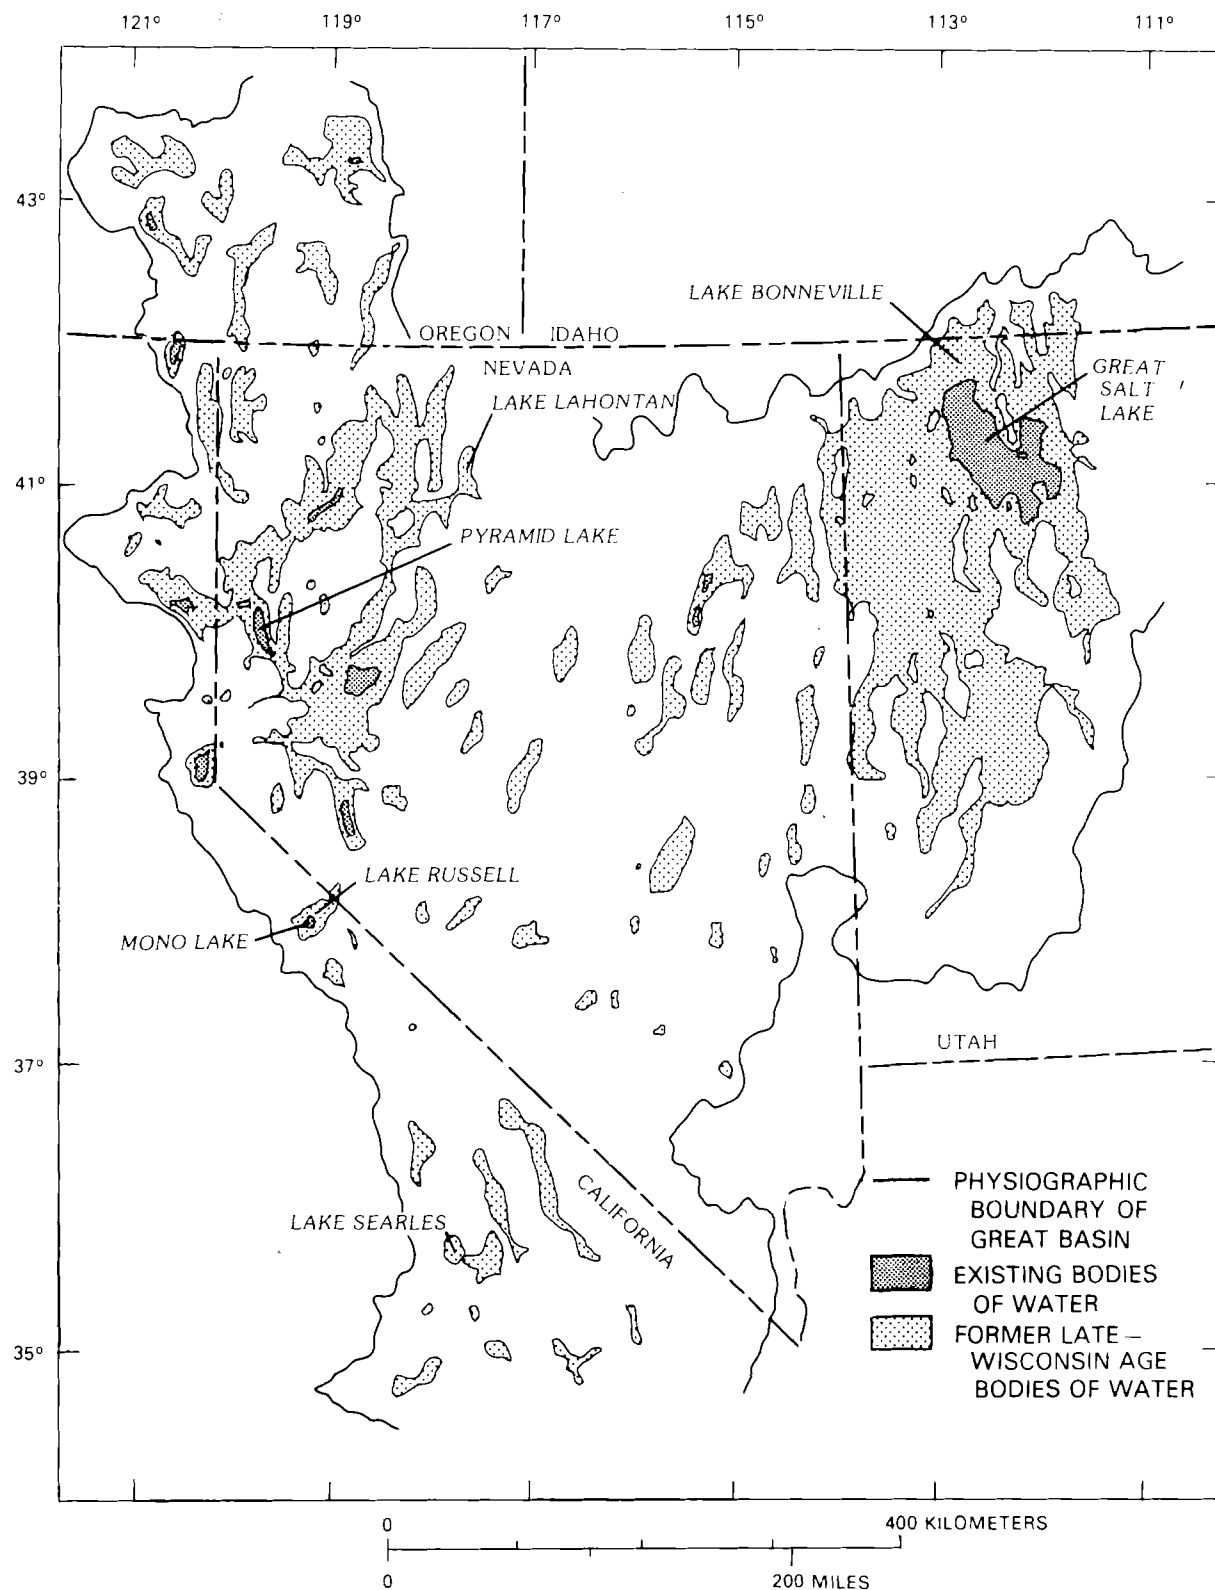 121° 119° 117° 115° 113° 111°
43°
LAKE BONNEVILLE
OREGON IDAHO
NEVADA
GREAT
SALT
LAKE
LAKE LAHONTAN
41°
PYRAMID LAKE
39°
LAKE RUSSELL
MONO LAKE
37°
UTAH
CALIFORNIA
LAKE SEARLES
35°
PHYSIOGRAPHIC
BOUNDARY OF
GREAT BASIN
EXISTING BODIES
OF WATER
FORMER LATE –
WISCONSIN AGE
BODIES OF WATER
0 400 KILOMETERS
0 200 MILES